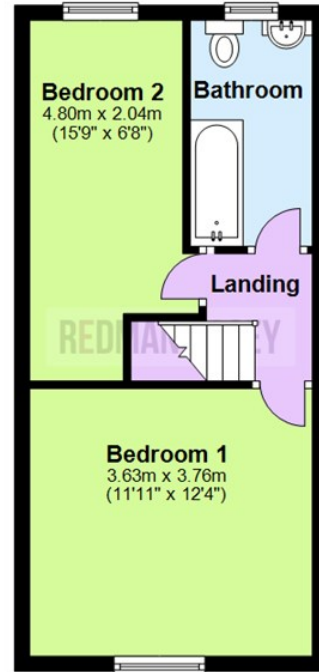 Bedroom 2
4.80m x 2.04m
(15'9" x 6'8")
Bathroom
Landing
Bedroom 1
3.63m x 3.76m
(11'11" x 12'4")